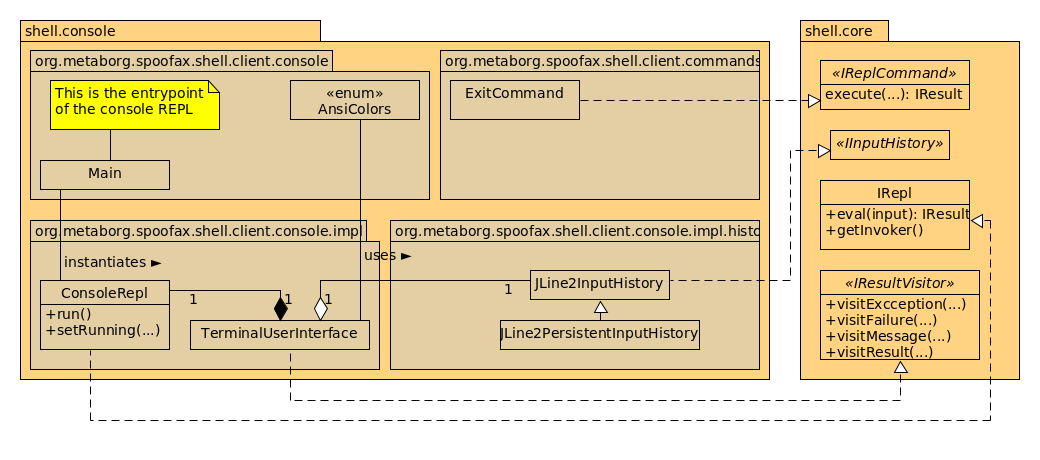 shell.console
org.metaborg.spoofax.shell.client.console
This is the entrypoint
of the console REPL
«enum»
AnsiColors
Main
org.metaborg.spoofax.shell.client.commands
ExitCommand
org.metaborg.spoofax.shell.client.console.impl
instantiates ►
uses ►
ConsoleRepl
+run()
+setRunning(...)
1
1
1
TerminalUserInterface
org.metaborg.spoofax.shell.client.console.impl.histo
1
JLine2InputHistory
JLine2PersistentInputHistory
shell.core
«IReplCommand»
execute(...): IResult
«IInputHistory»
IRepl
+eval(input): IResult
+getInvoker()
«IResultVisitor»
+visitExcception(...)
+visitFailure(...)
+visitMessage(...)
+visitResult(...)